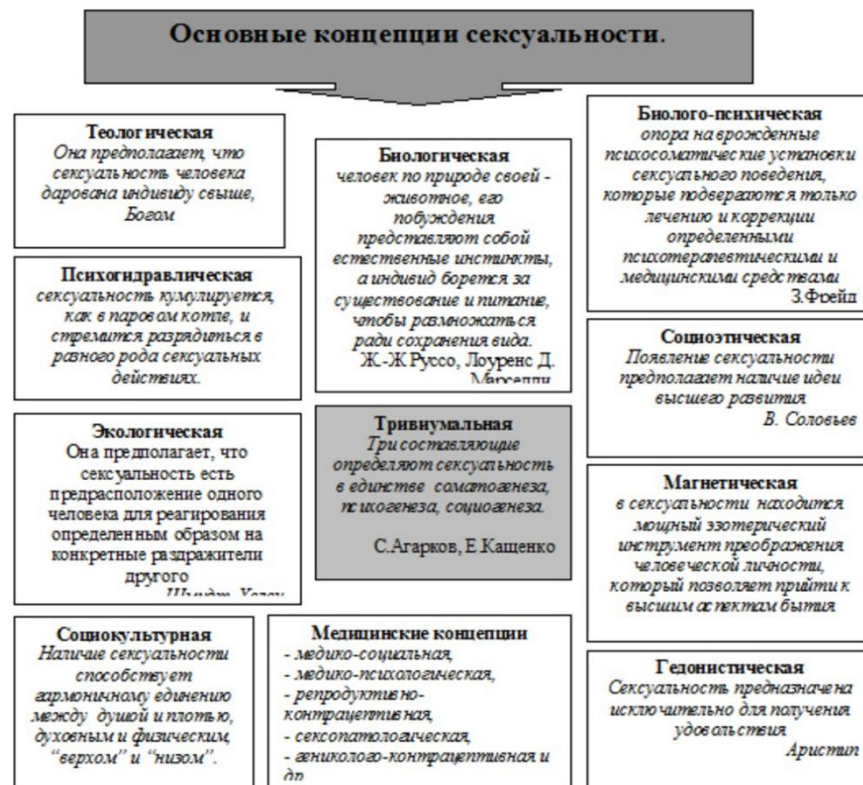 Основные концепции сексуальности.
Теологическая
Она предполагает, что
сексуальность человека
дарована индивиду свыше,
Богом
Психогидравлическая
сексуальность кумулируется,
как в паровом котле, и
стремится разрядиться в
разного рода сексуальных
действиях.
Экологическая
Она предполагает, что
сексуальность есть
предрасположение одного
человека для реагирования
определенным образом на
конкретные раздражители
другого
Социокультурная
Наличие сексуальности
способствует
гармоничному единению
между душой и плотью,
духовным и физическим,
“верхом” и “низом”.
Биологическая
человек по природе своей -
животное, его
побуждения
представляют собой
естественные инстинкты,
а индивид борется за
существование и питание,
чтобы размножаться
ради сохранения вида.
Ж.-Ж Руссо, Лоуренс Д.
Марселли
Тривиумальная
Три составляющие
определяют сексуальность
в единстве соматогенеза,
психогенеза, социогенеза.
С.Агарков, Е.Кащенко
Медицинские концепции
- медико-социальная,
- медико-психологическая,
- репродуктивно-
контрацептивная,
- сексопатологическая,
- гениколого-контрацептивная и
др
Биолого-психическая
опора на врожденные
психосоматические установки
сексуального поведения,
которые подвергаются только
лечению и коррекции
определенными
психотерапевтическими и
медицинскими средствами
З.Фрейд
Социоэтическая
Появление сексуальности
предполагает наличие идеи
высшего развития
В. Соловьев
Магнетическая
в сексуальности находится
мощный эзотерический
инструмент преображения
человеческой личности,
который позволяет прийти к
высшим аспектам бытия
Гедонистическая
Сексуальность предназначена
исключительно для получения
удовольствия
Аристип